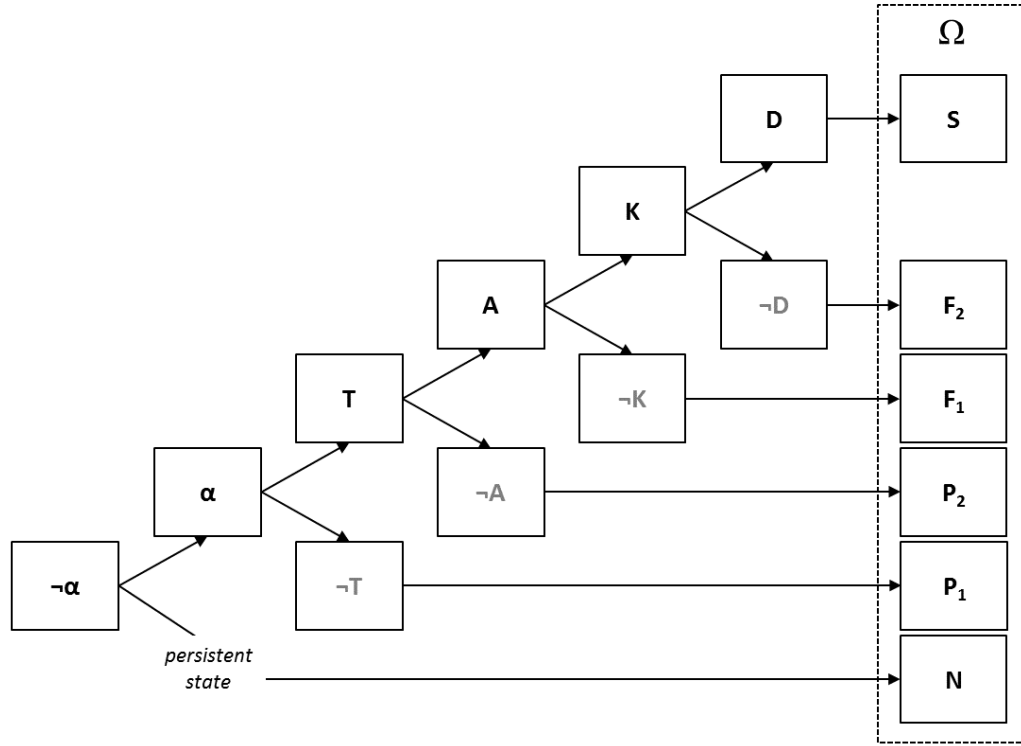 Ω
D
S
K
A
¬D
F₂
T
¬K
F₁
α
¬A
P₂
¬α
¬T
P₁
persistent
state
N